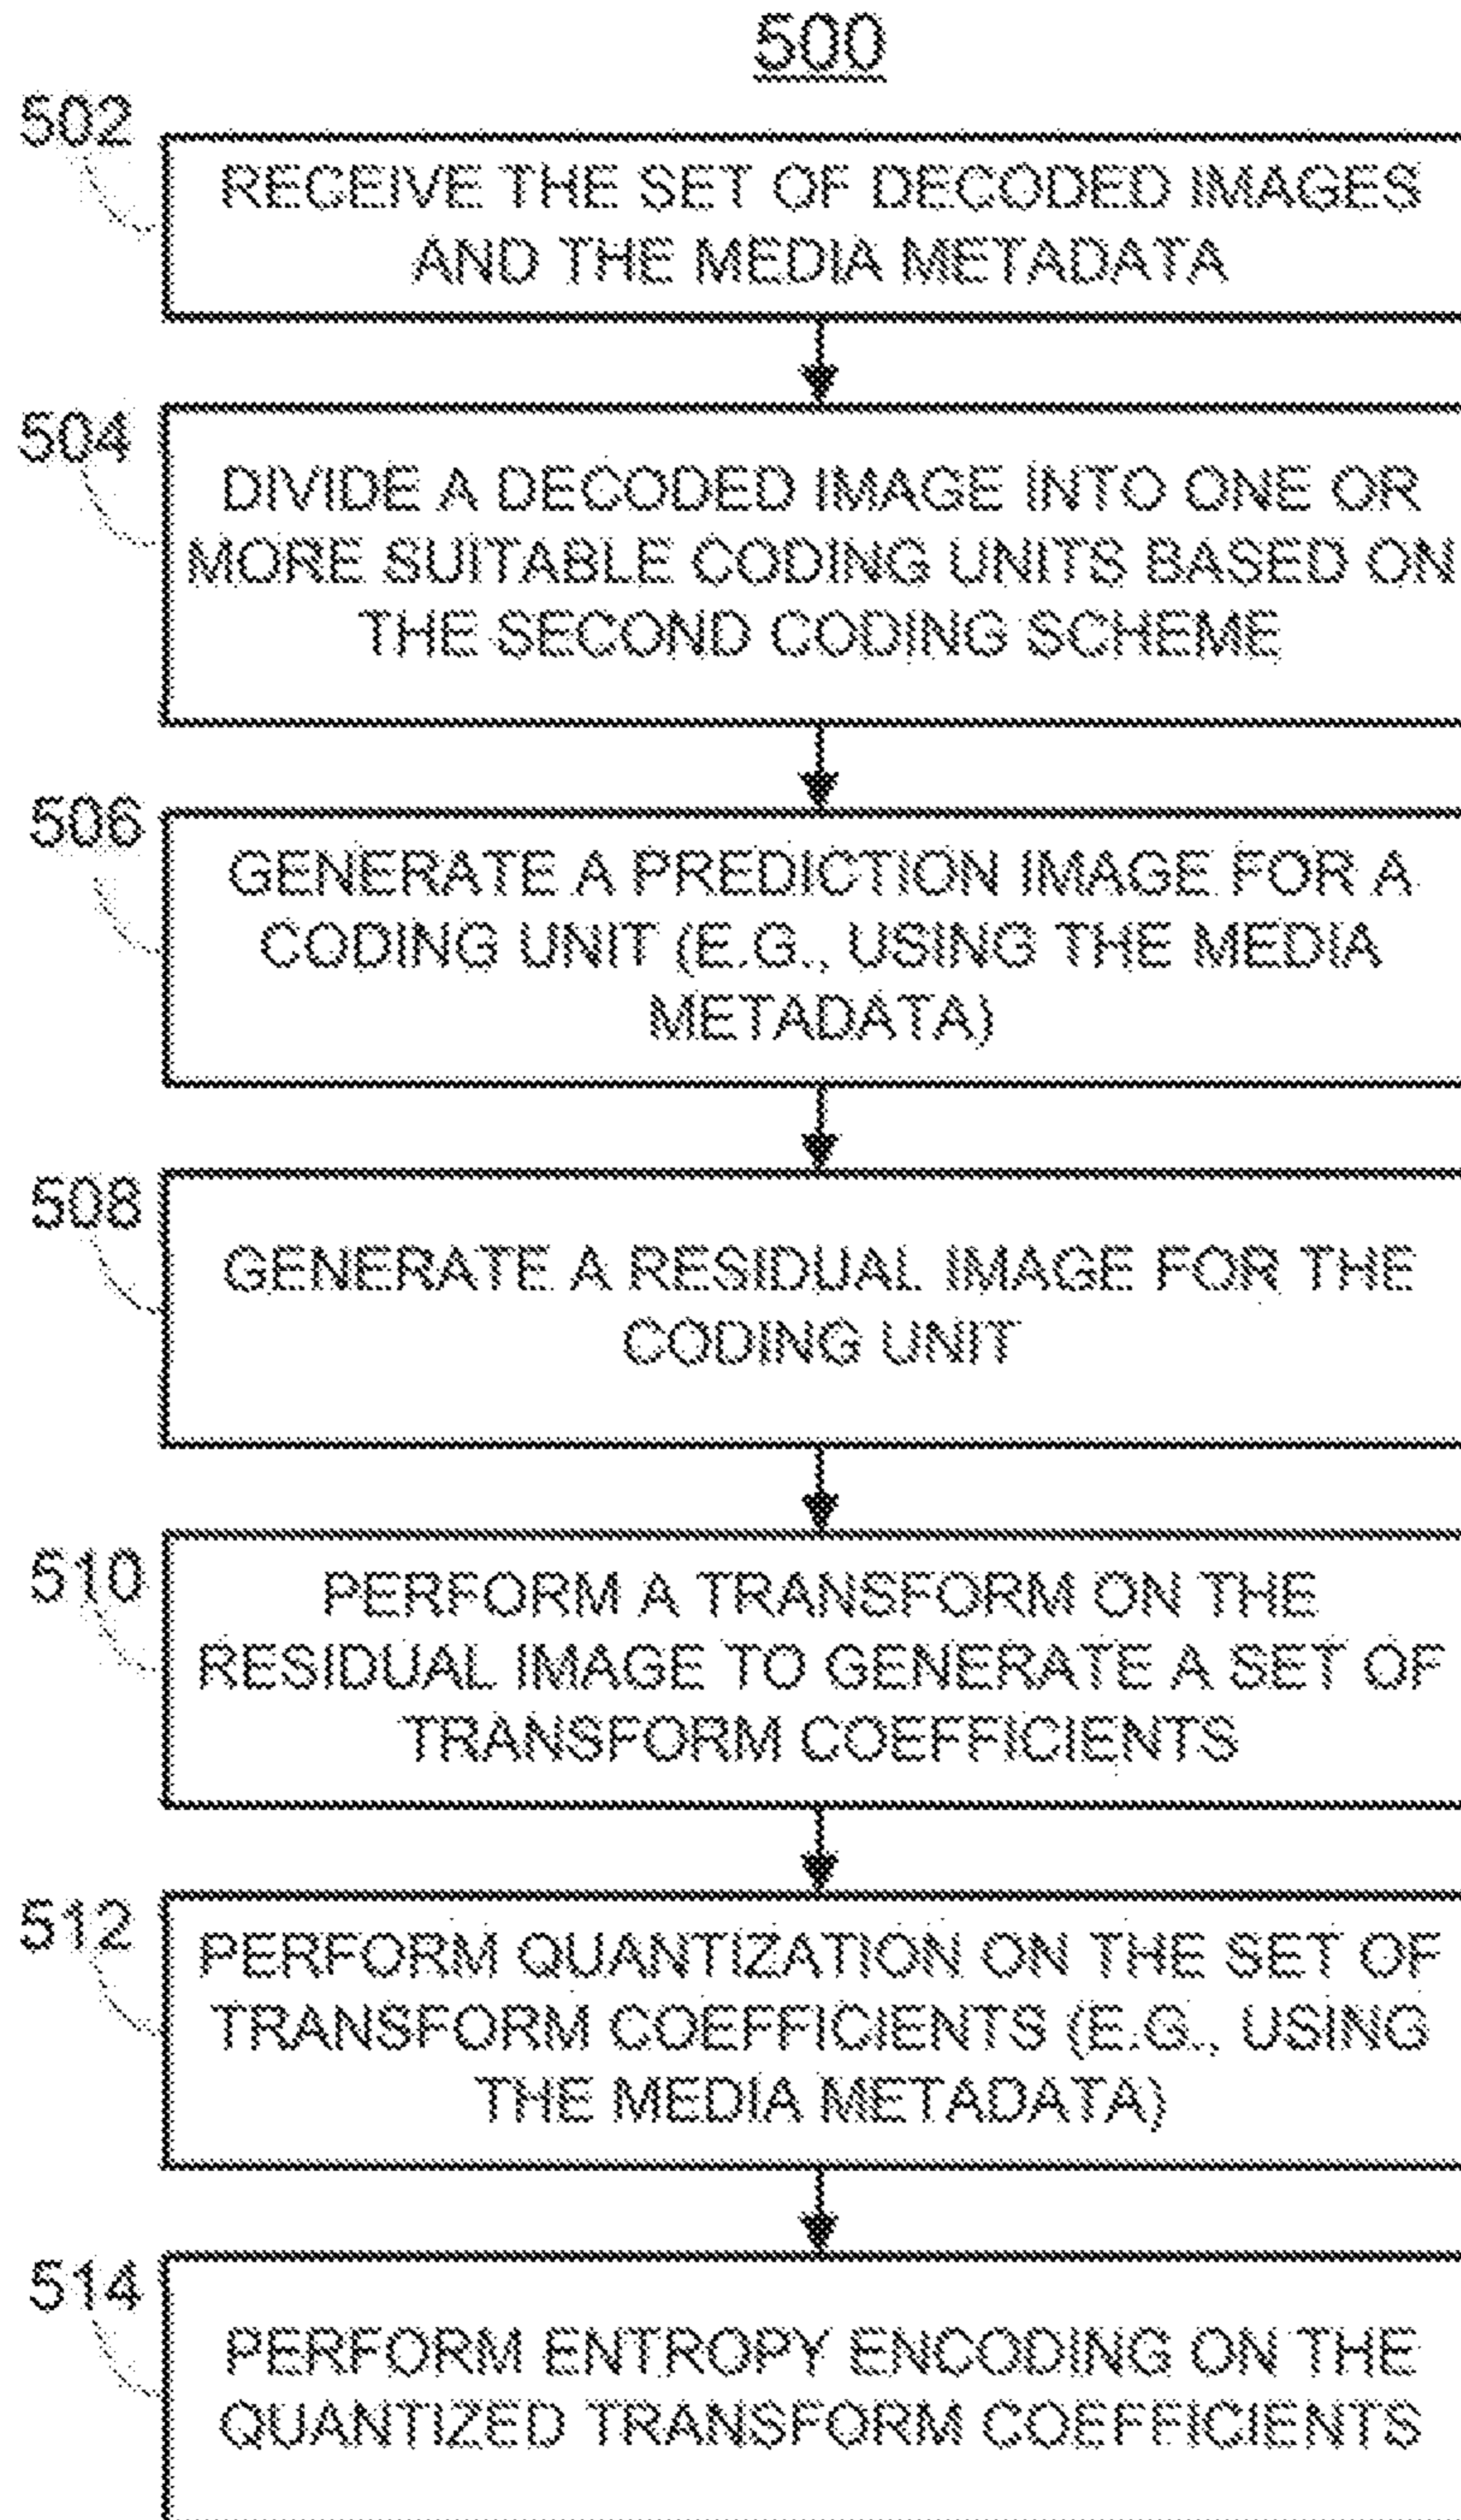 500
502
RECEIVE THE SET OF DECODED IMAGES
AND THE MEDIA METADATA
504
DIVIDE A DECODED IMAGE INTO ONE OR
MORE SUITABLE CODING UNITS BASED ON
THE SECOND CODING SCHEME
506
GENERATE A PREDICTION IMAGE FOR A
CODING UNIT (E.G., USING THE MEDIA
METADATA)
508
GENERATE A RESIDUAL IMAGE FOR THE
CODING UNIT
510
PERFORM A TRANSFORM ON THE
RESIDUAL IMAGE TO GENERATE A SET OF
TRANSFORM COEFFICIENTS
512
PERFORM QUANTIZATION ON THE SET OF
TRANSFORM COEFFICIENTS (E.G., USING
THE MEDIA METADATA)
514
PERFORM ENTROPY ENCODING ON THE
QUANTIZED TRANSFORM COEFFICIENTS